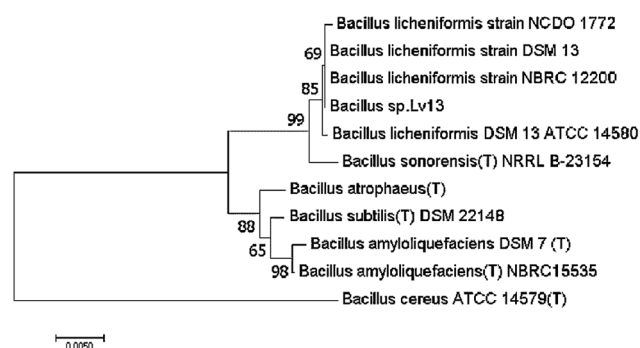 Bacillus licheniformis strain NCDO 1772
69
Bacillus licheniformis strain DSM 13
Bacillus licheniformis strain NBRC 12200
85
Bacillus sp.Lv13
99
Bacillus licheniformis DSM 13 ATCC 14580
Bacillus sonorensis(T) NRRL B-23154
Bacillus atrophaeus(T)
Bacillus subtilis(T) DSM 22148
88
Bacillus amyloliquefaciens DSM 7 (T)
65
Bacillus amyloliquefaciens(T) NBRC15535
98
Bacillus cereus ATCC 14579(T)
0.0050